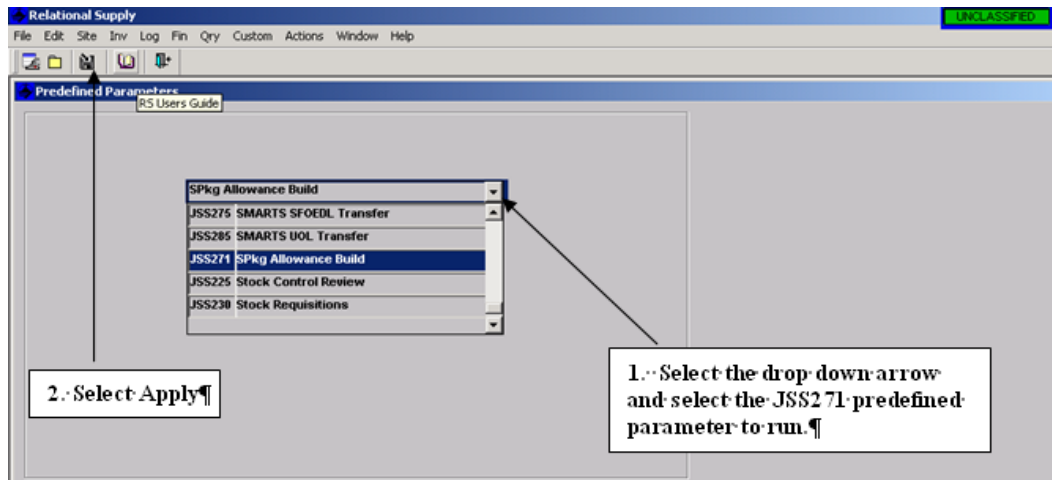 Relational Supply
UNCLASSIFIED
File Edit Site Inv Log Fin Qry Custom Actions Window Help
Predefined Parameters
RS Users Guide
SPkg Allowance Build
JSS275 SMARTS SFOEDL Transfer
JSS285 SMARTS UOL Transfer
JSS271 SPkg Allowance Build
JSS225 Stock Control Review
JSS230 Stock Requisitions
2.·Select·Apply¶
1.··Select·the·drop·down·arrow·
and·select·the·JSS271·predefined·
parameter·to·run.¶